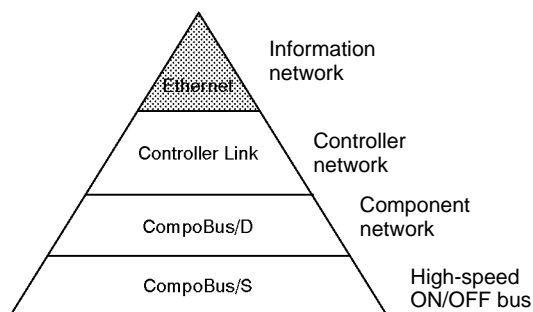 Information
network
Ethernet
Controller Link
Controller
network
Component
network
CompoBus/D
CompoBus/S
High-speed
ON/OFF bus